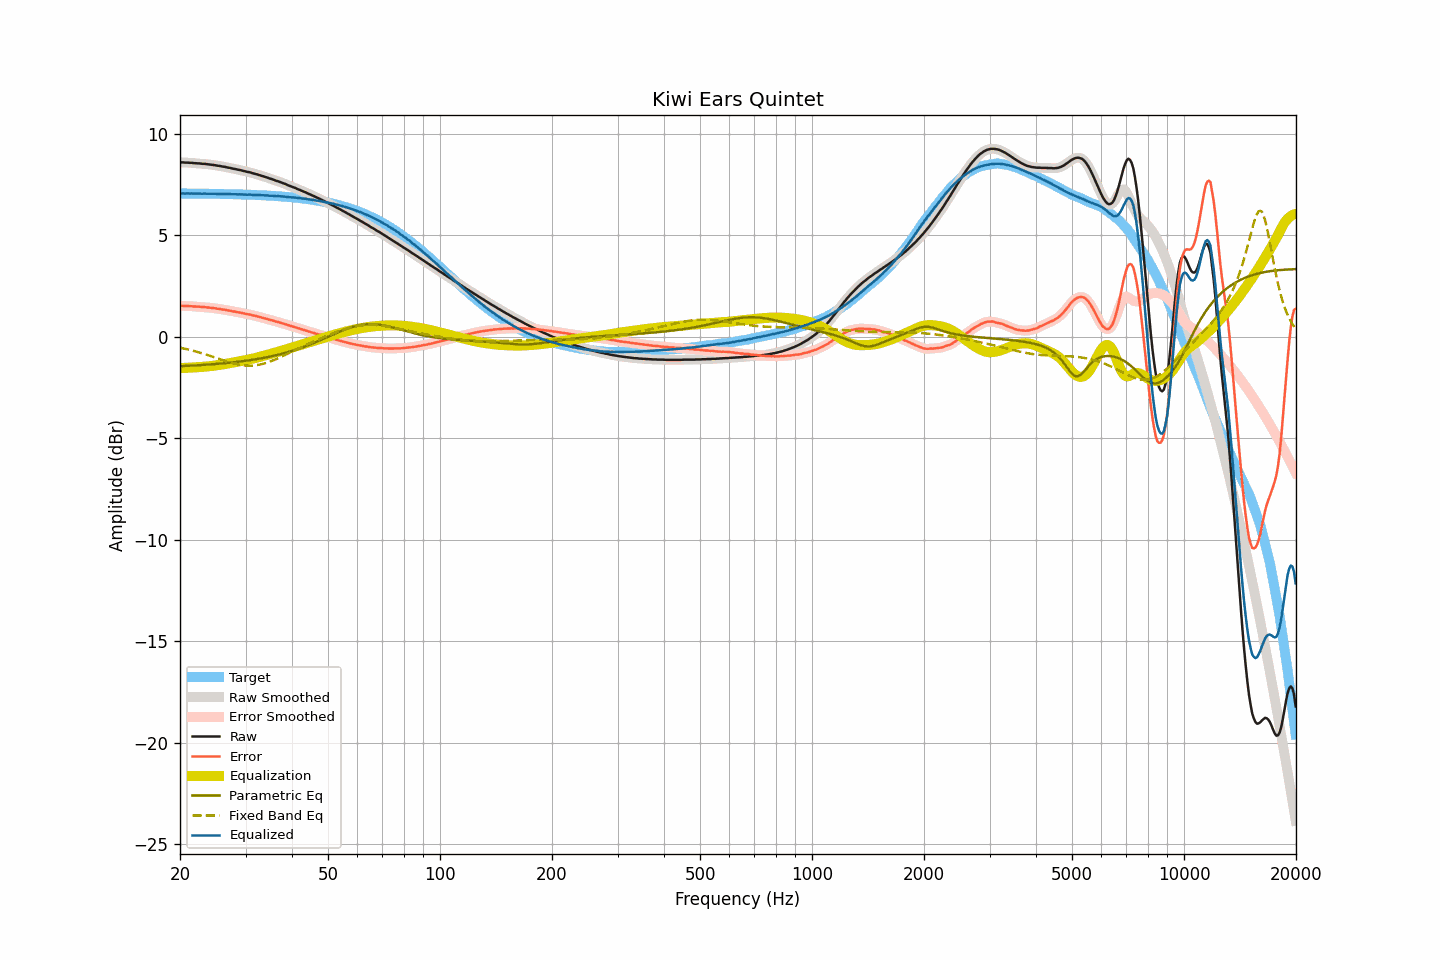 Kiwi Ears Quintet
10
5
0
−5
−10
−15
−20
−25
Amplitude (dBr)
Target
Raw Smoothed
Error Smoothed
Raw
Error
Equalization
Parametric Eq
Fixed Band Eq
Equalized
20 50 100 200 500 1000 2000 5000 10000 20000
Frequency (Hz)